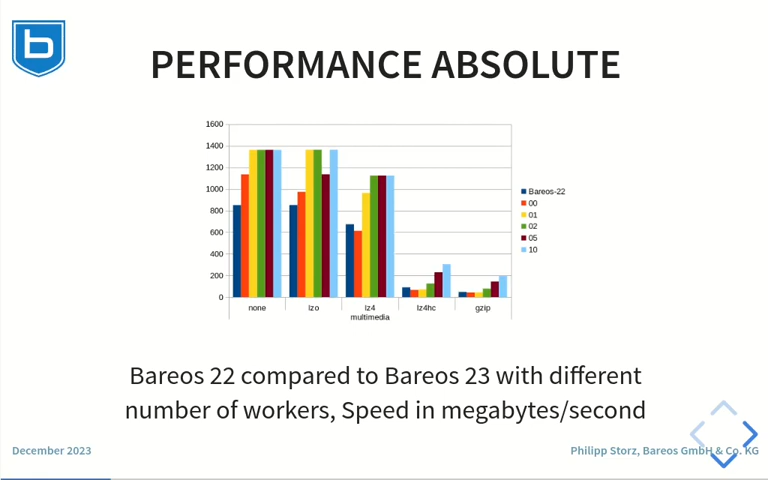 PERFORMANCE ABSOLUTE
1600
1400
1200
1000
800
600
400
200
0
none
lzo
lz4
lz4hc
gzip
multimedia
Bareos-22
00
01
02
05
10
Bareos 22 compared to Bareos 23 with different
number of workers, Speed in megabytes/second
December 2023
Philipp Storz, Bareos GmbH & Co. KG